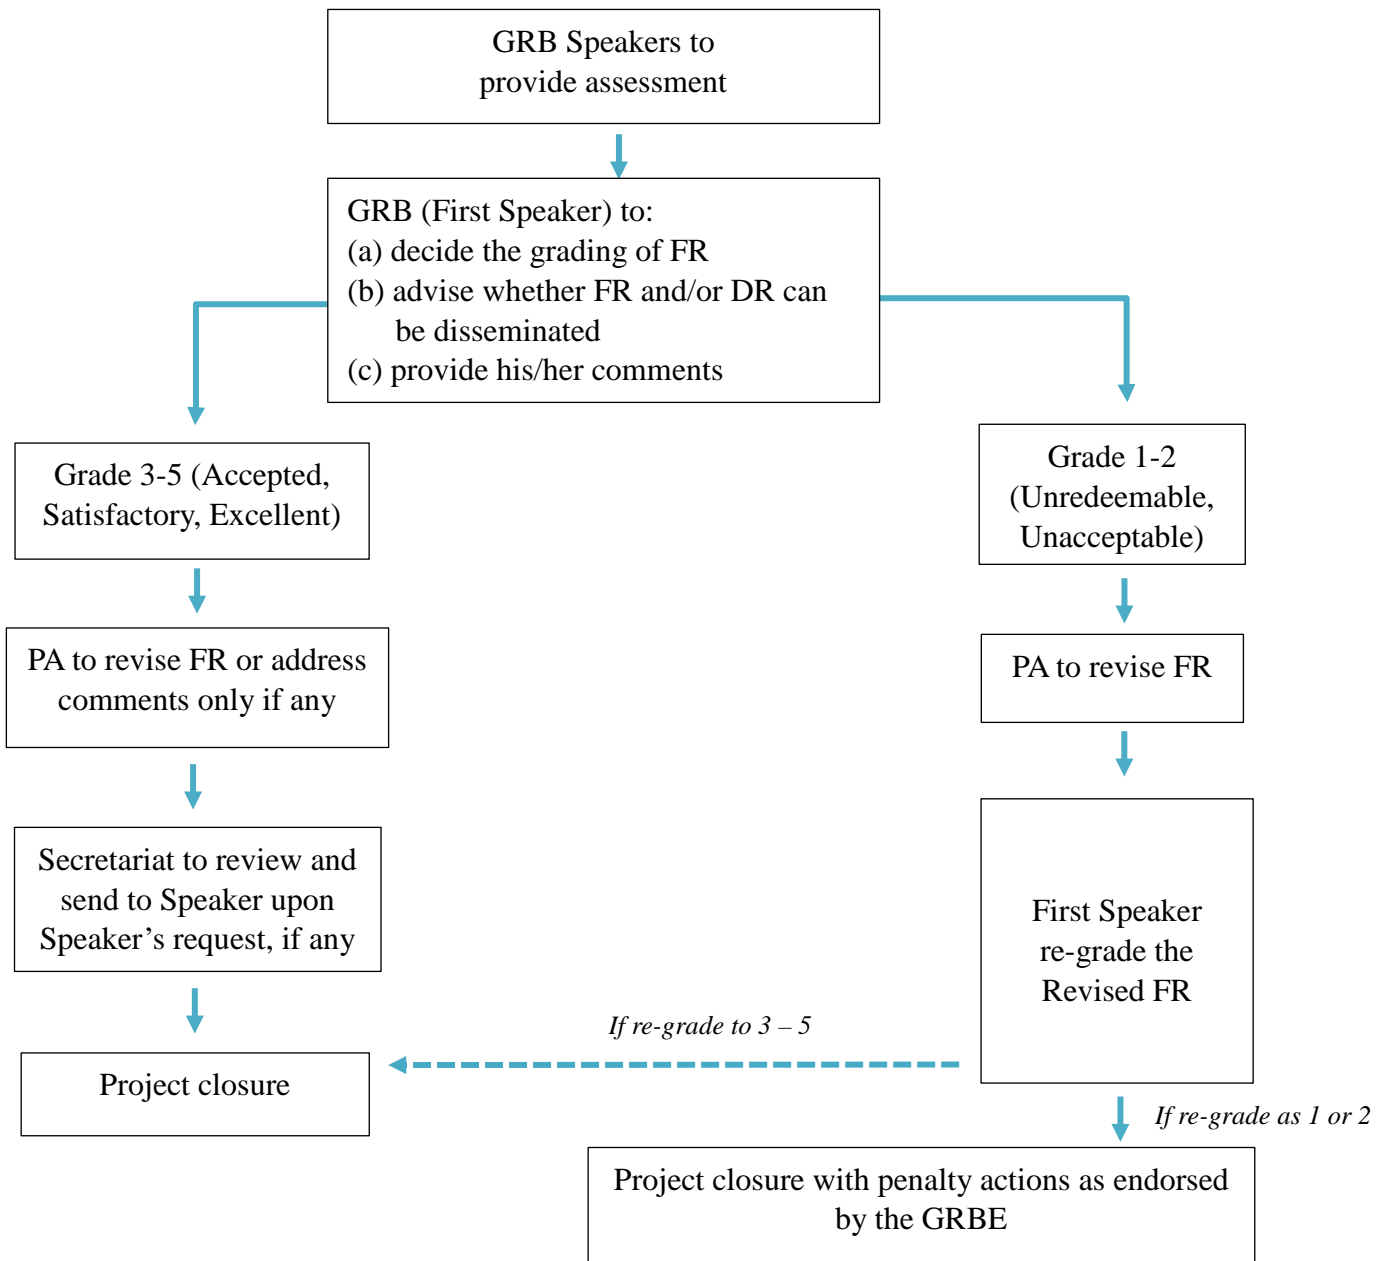 GRB Speakers to
provide assessment
GRB (First Speaker) to:
(a) decide the grading of FR
(b) advise whether FR and/or DR can
be disseminated
(c) provide his/her comments
Grade 3-5 (Accepted,
Satisfactory, Excellent)
Grade 1-2
(Unredeemable,
Unacceptable)
PA to revise FR or address
comments only if any
PA to revise FR
Secretariat to review and
send to Speaker upon
Speaker’s request, if any
First Speaker
re-grade the
Revised FR
If re-grade to 3 – 5
Project closure
If re-grade as 1 or 2
Project closure with penalty actions as endorsed
by the GRBE